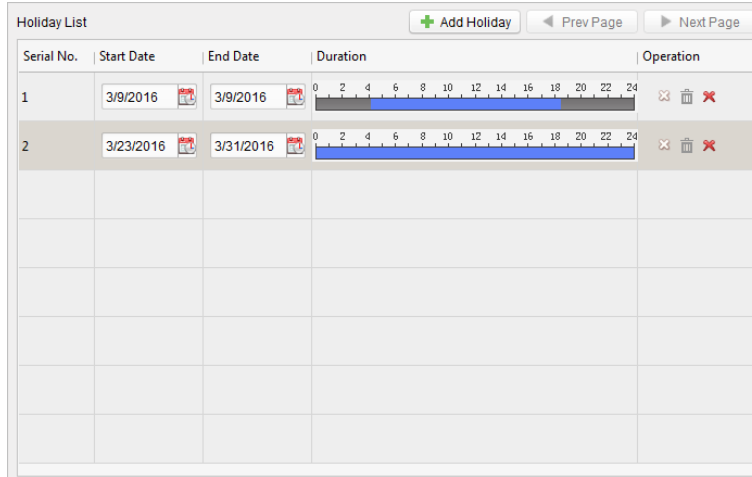 Holiday List Add Holiday Prev Page Next Page
Serial No. Start Date End Date Duration Operation
1 3/9/2016 3/9/2016 0 2 4 6 8 10 12 14 16 18 20 22 24
2 3/23/2016 3/31/2016 0 2 4 6 8 10 12 14 16 18 20 22 24